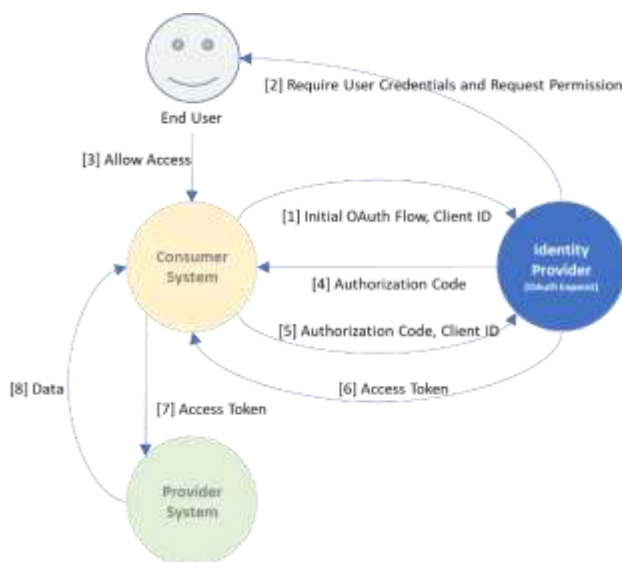 [2] Require User Credentials and Request Permission
End User
[3] Allow Access
[1] Initial OAuth Flow, Client ID
Consumer
System
Identity
Provider
[4] Authorization Code
[5] Authorization Code, Client ID
[6] Access Token
[8] Data
[7] Access Token
Provider
System